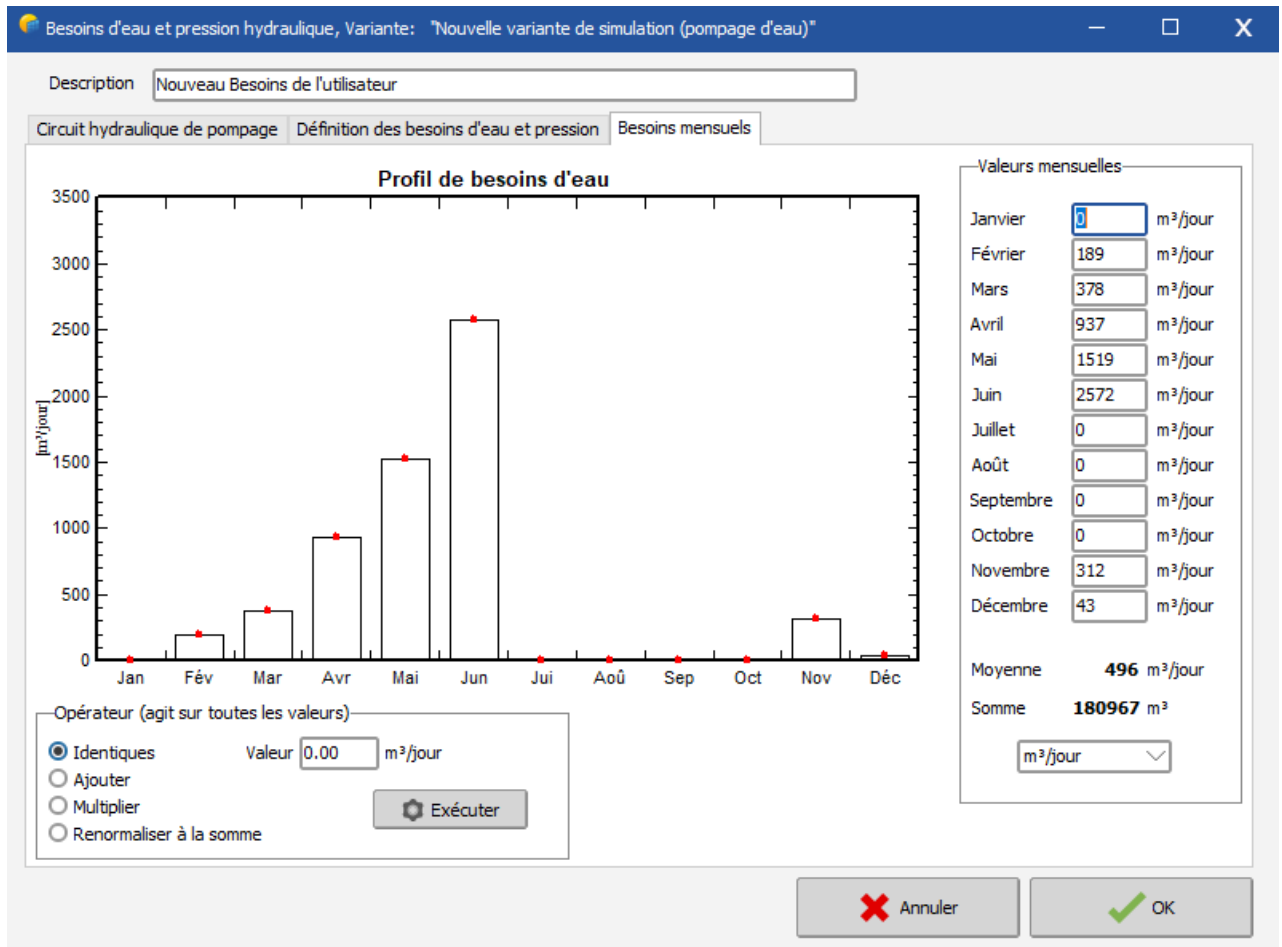 Besoins d'eau et pression hydraulique, Variante: "Nouvelle variante de simulation (pompage d'eau)"
Description Nouveau Besoins de l'utilisateur
Circuit hydraulique de pompage Définition des besoins d'eau et pression Besoins mensuels
Profil de besoins d'eau
3500
3000
2500
2000
1500
1000
500
0
[m³/jour]
Jan Fév Mar Avr Mai Jun Jui Aoû Sep Oct Nov Déc
Opérateur (agit sur toutes les valeurs)
Identiques Valeur 0.00 m³/jour
Ajouter
Multiplier
Renormaliser à la somme
Exécuter
Valeurs mensuelles
Janvier 0 m³/jour
Février 189 m³/jour
Mars 378 m³/jour
Avril 937 m³/jour
Mai 1519 m³/jour
Juin 2572 m³/jour
Juillet 0 m³/jour
Août 0 m³/jour
Septembre 0 m³/jour
Octobre 0 m³/jour
Novembre 312 m³/jour
Décembre 43 m³/jour
Moyenne 496 m³/jour
Somme 180967 m³
m³/jour
Annuler OK